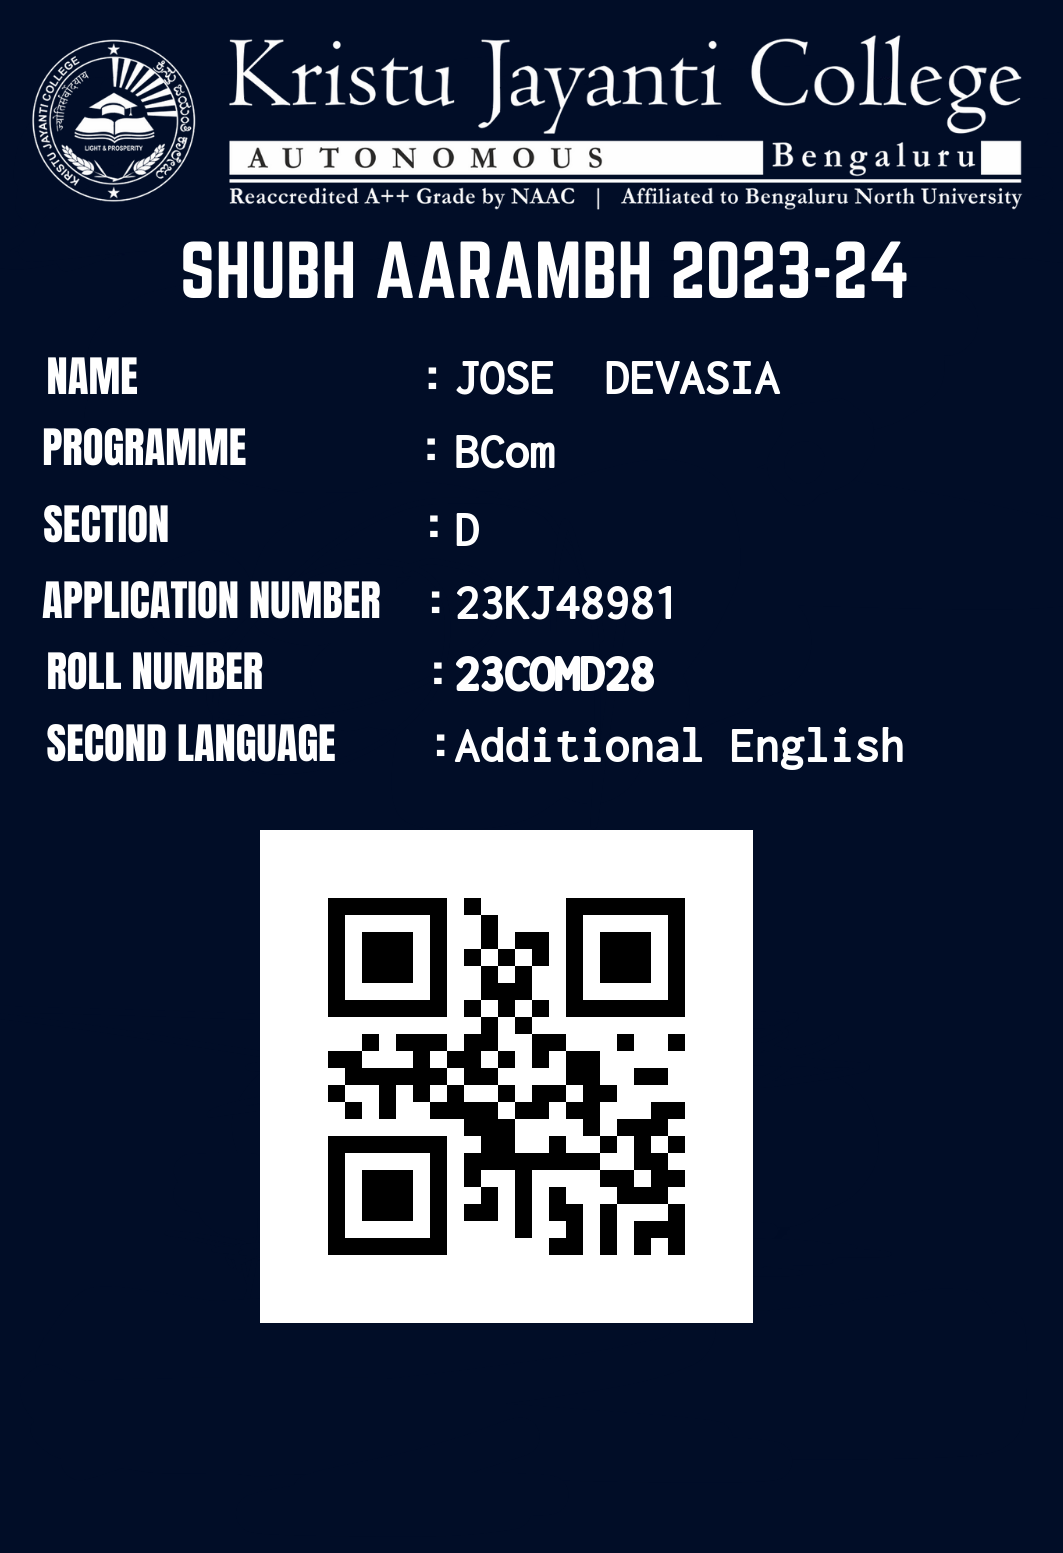 Kristu Jayanti College
AUTONOMOUS Bengaluru
Reaccredited A++ Grade by NAAC | Affiliated to Bengaluru North University
KRISTU JAYANTI COLLEGE
LIGHT & PROSPERITY
SHUBH AARAMBH 2023-24
NAME : JOSE DEVASIA
PROGRAMME : BCom
SECTION : D
APPLICATION NUMBER : 23KJ48981
ROLL NUMBER : 23COMD28
SECOND LANGUAGE : Additional English